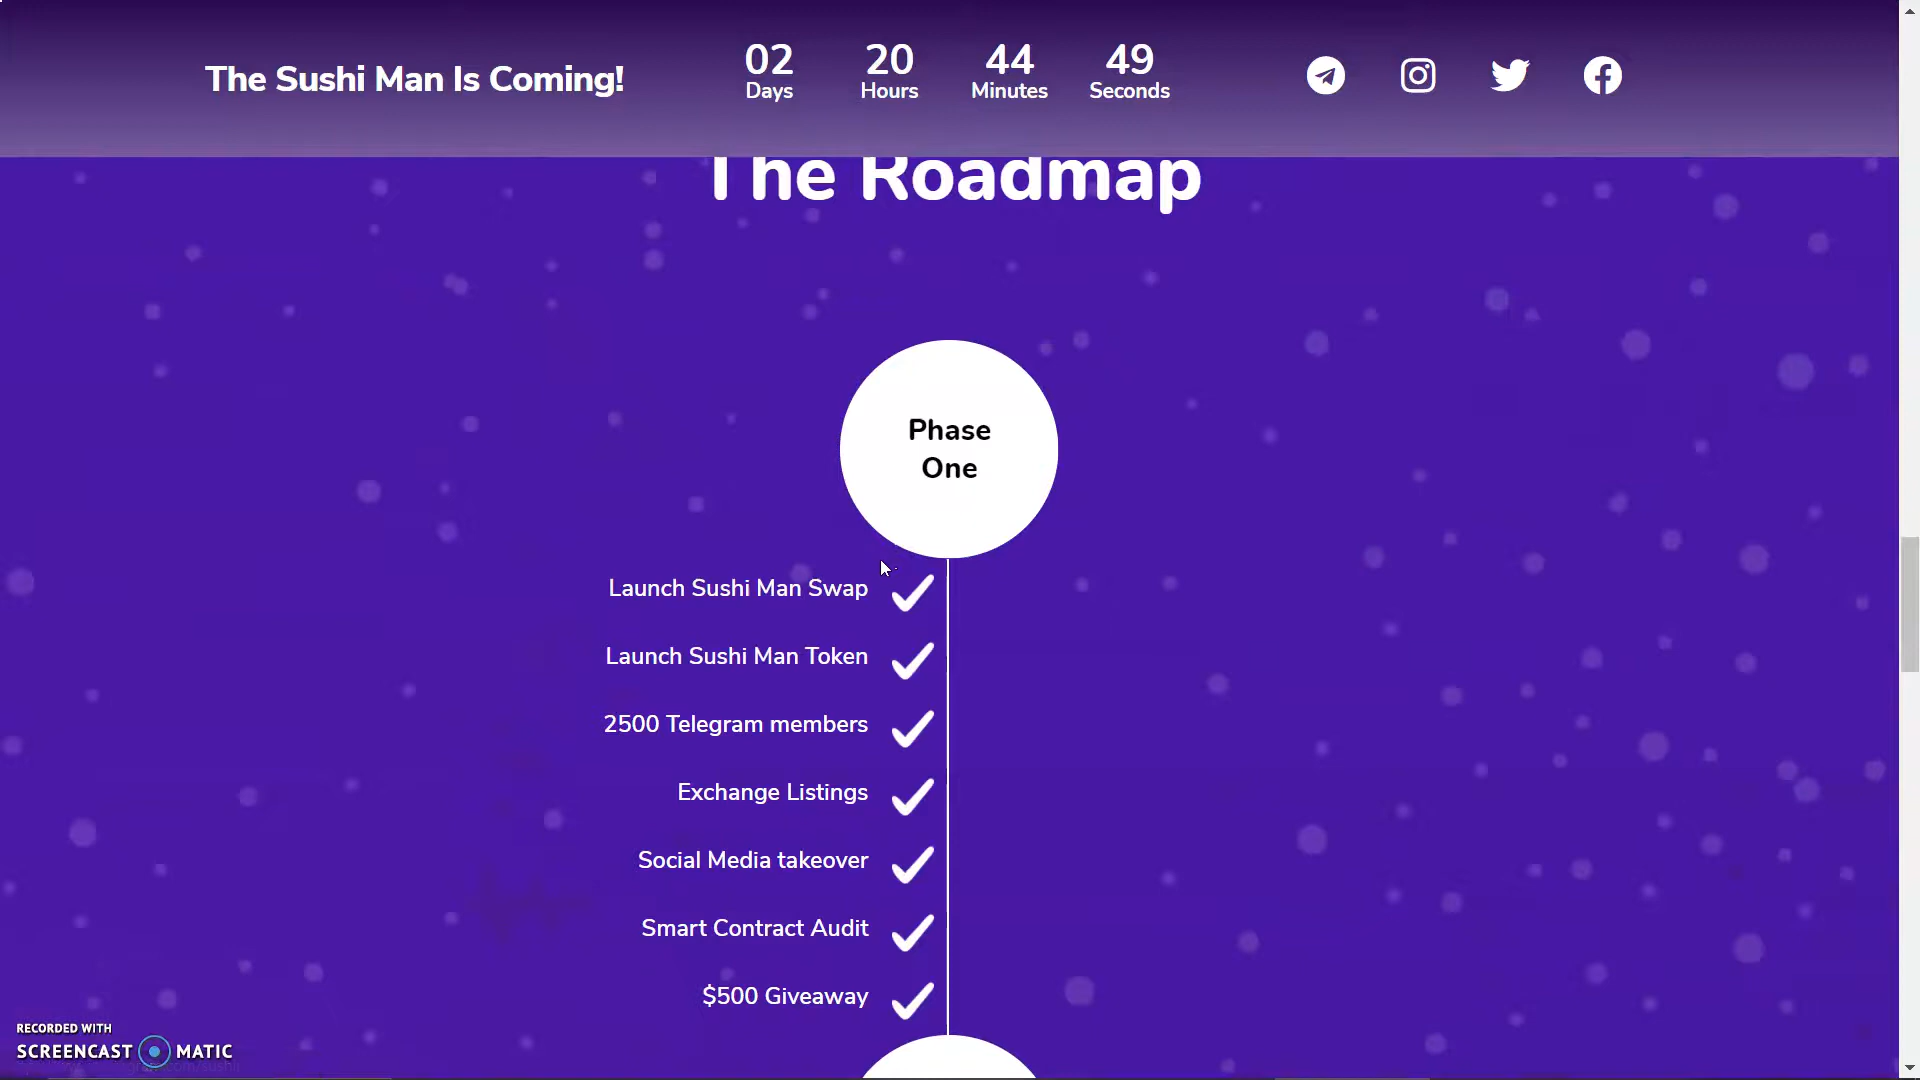 The Sushi Man Is Coming!
02 20 44 49
Days Hours Minutes Seconds
The Roadmap
Phase
One
Launch Sushi Man Swap
Launch Sushi Man Token
2500 Telegram members
Exchange Listings
Social Media takeover
Smart Contract Audit
$500 Giveaway
RECORDED WITH
SCREENCAST MATIC